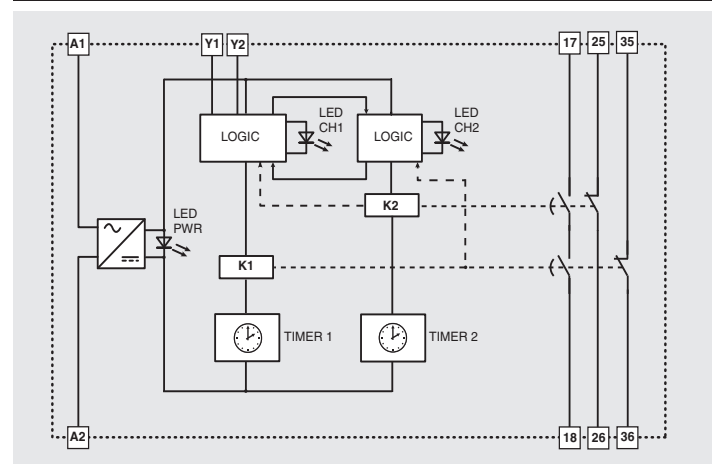 A1 Y1 Y2 17 25 35
LED
CH1
LED
CH2
LOGIC
LOGIC
K2
LED
PWR
K1
TIMER 1
TIMER 2
A2 18 26 36